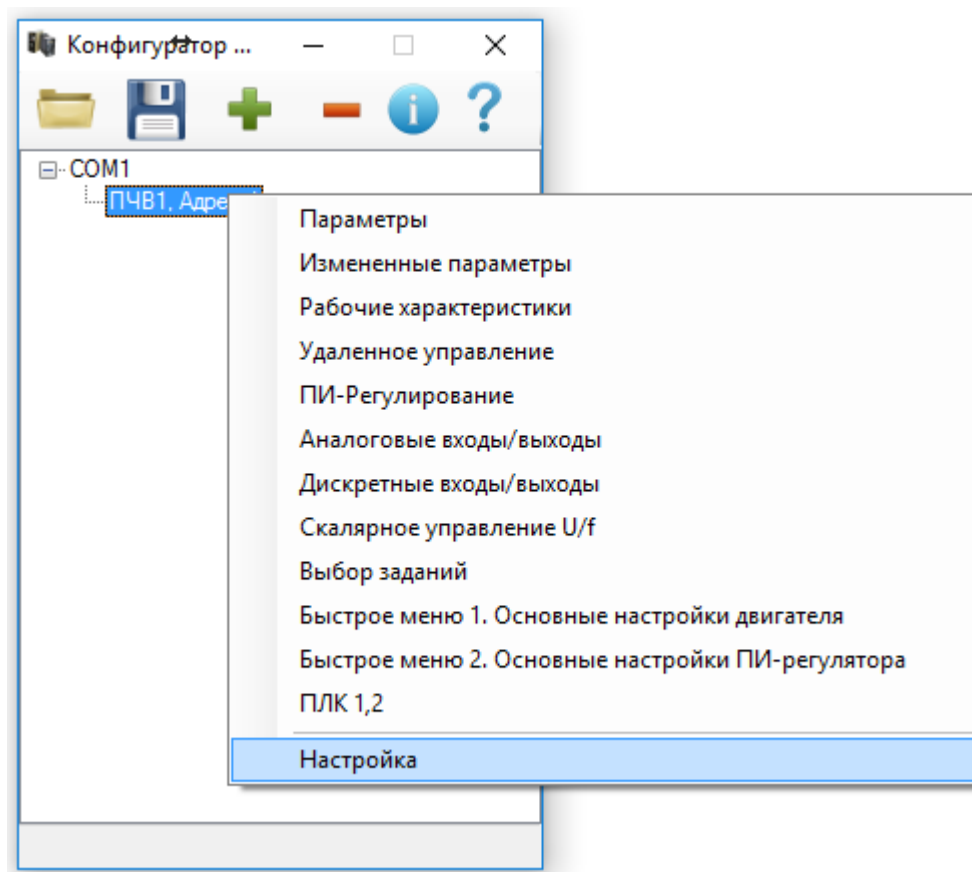 Конфигуратор ...
COM1
ПЧВ1, Адре
Параметры
Измененные параметры
Рабочие характеристики
Удаленное управление
ПИ-Регулирование
Аналоговые входы/выходы
Дискретные входы/выходы
Скалярное управление U/f
Выбор заданий
Быстрое меню 1. Основные настройки двигателя
Быстрое меню 2. Основные настройки ПИ-регулятора
ПЛК 1,2
Настройка